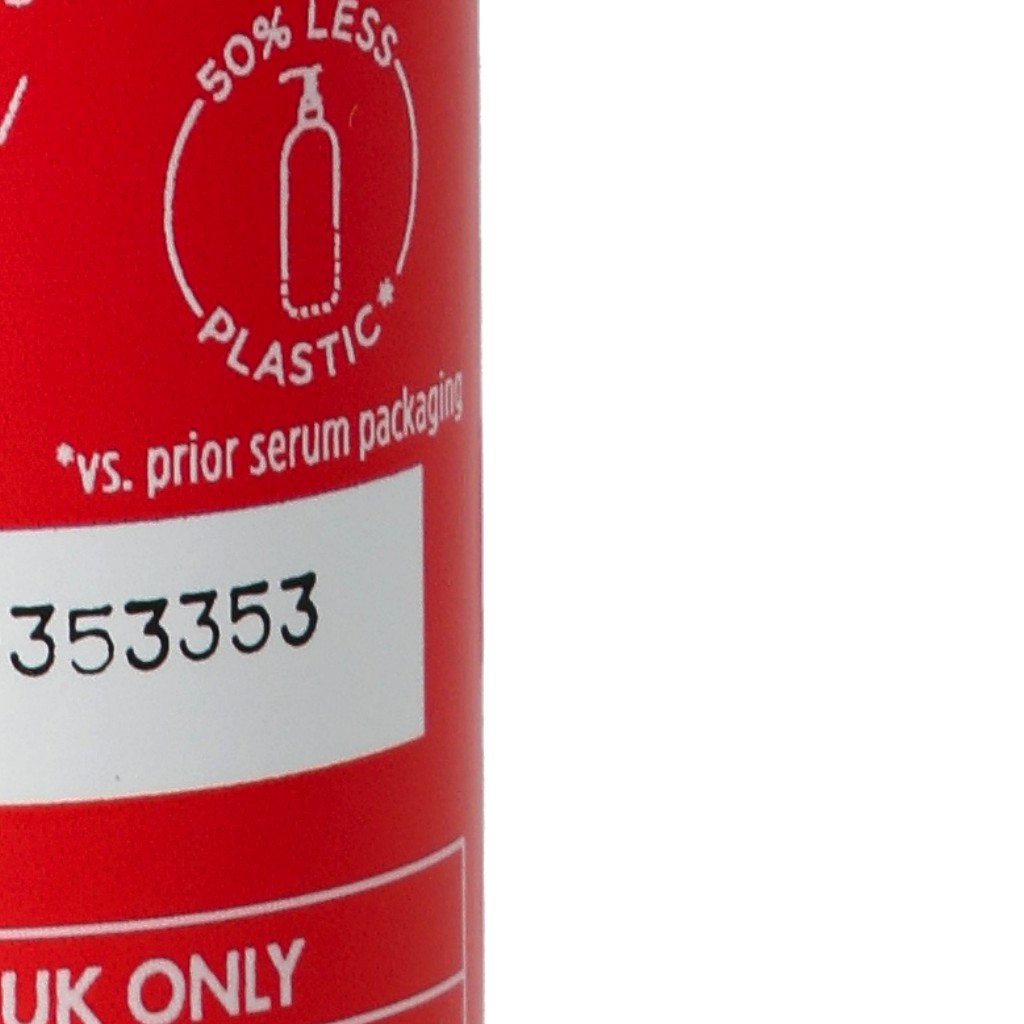 50% LESS
PLASTIC*
*vs. prior serum packaging
353353
UK ONLY